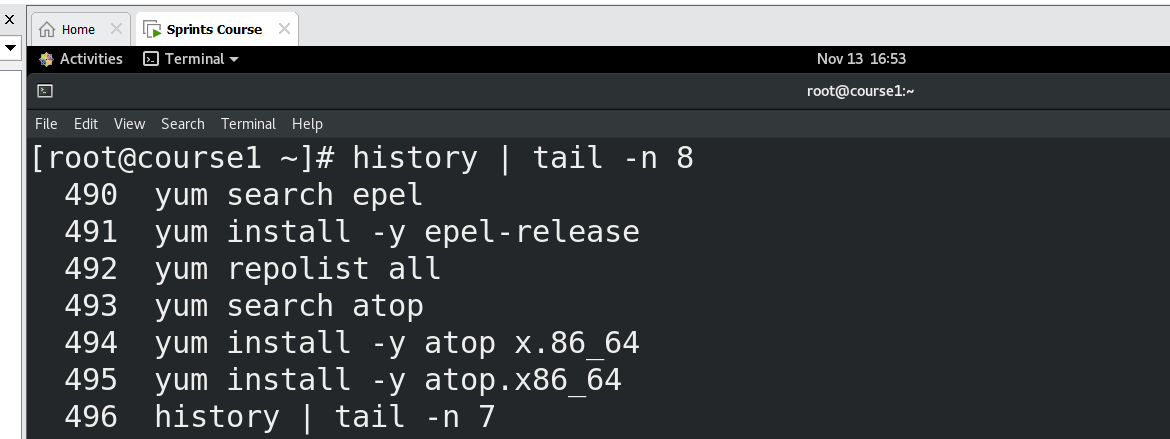 Home
Sprints Course
Activities Terminal Nov 13 16:53
root@course1:~
File Edit View Search Terminal Help
[root@course1 ~]# history | tail -n 8
490 yum search epel
491 yum install -y epel-release
492 yum repolist all
493 yum search atop
494 yum install -y atop x.86_64
495 yum install -y atop.x86_64
496 history | tail -n 7